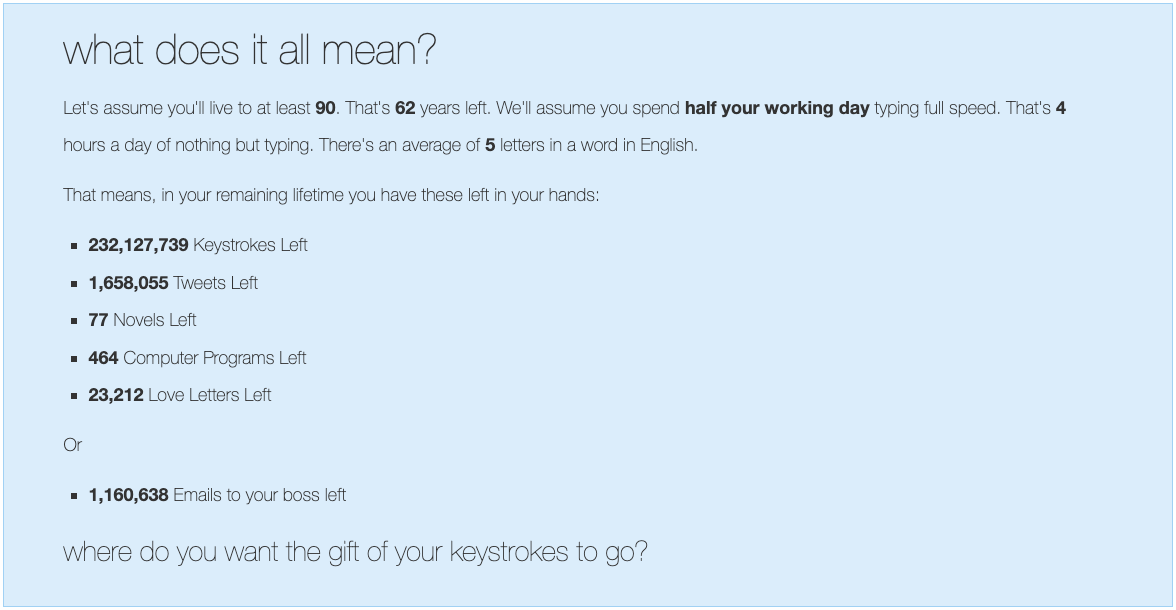 what does it all mean?
Let's assume you'll live to at least 90. That's 62 years left. We'll assume you spend half your working day typing full speed. That's 4
hours a day of nothing but typing. There's an average of 5 letters in a word in English.
That means, in your remaining lifetime you have these left in your hands:
▪ 232,127,739 Keystrokes Left
▪ 1,658,055 Tweets Left
▪ 77 Novels Left
▪ 464 Computer Programs Left
▪ 23,212 Love Letters Left
Or
▪ 1,160,638 Emails to your boss left
where do you want the gift of your keystrokes to go?